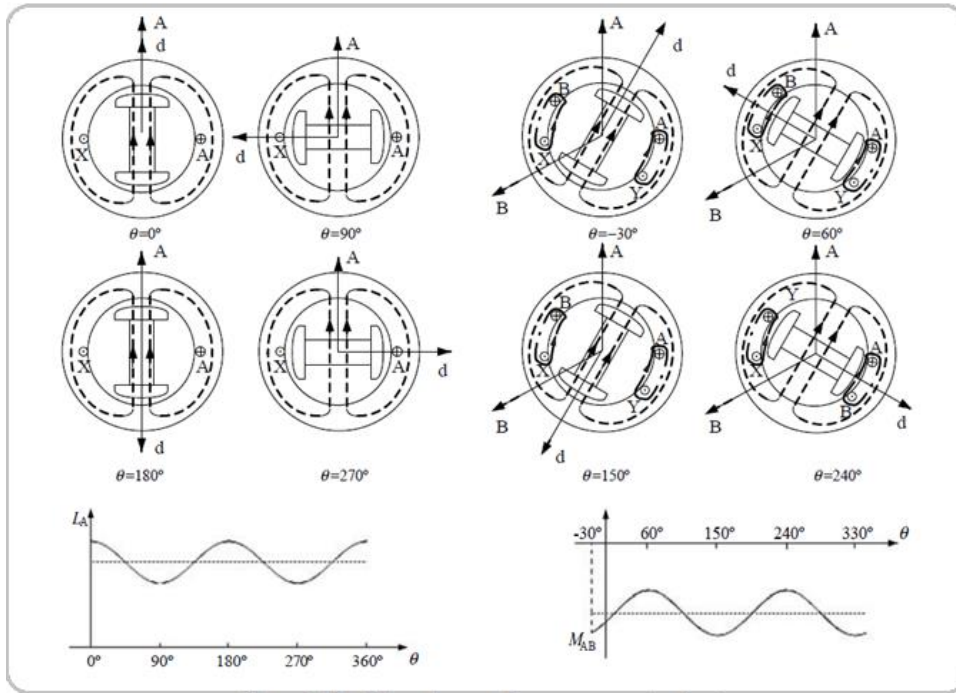 A
d
X
A
θ=0°
A
d
X
A
θ=90°
A
d
B
A
X
Y
B
θ=−30°
A
d
B
A
X
Y
B
θ=60°
A
X
A
d
θ=180°
A
X
A
d
θ=270°
A
B
A
X
Y
B
d
θ=150°
A
Y
A
X
B
B
d
θ=240°
L_A
0° 90° 180° 270° 360° θ
-30° 60° 150° 240° 330° θ
M_AB